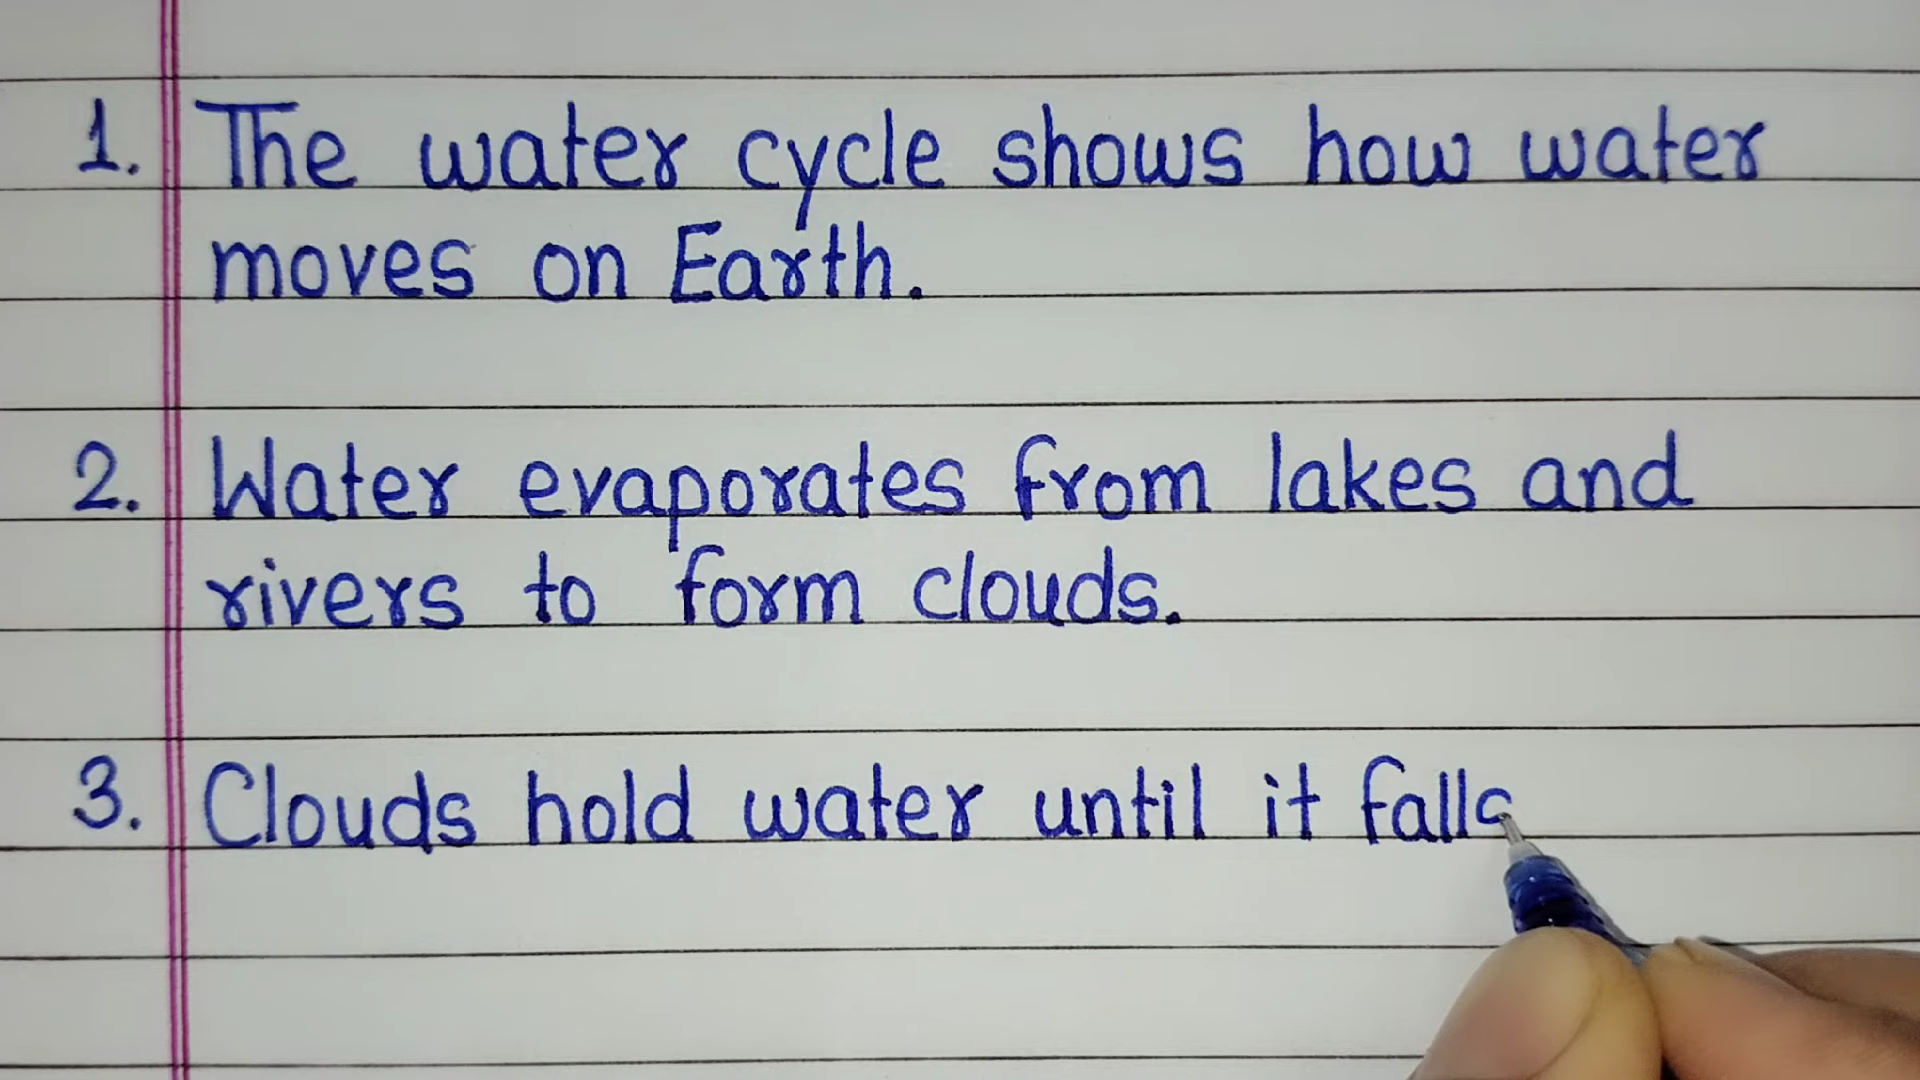 1. The water cycle shows how water
moves on Earth.
2. Water evaporates from lakes and
rivers to form clouds.
3. Clouds hold water until it falls